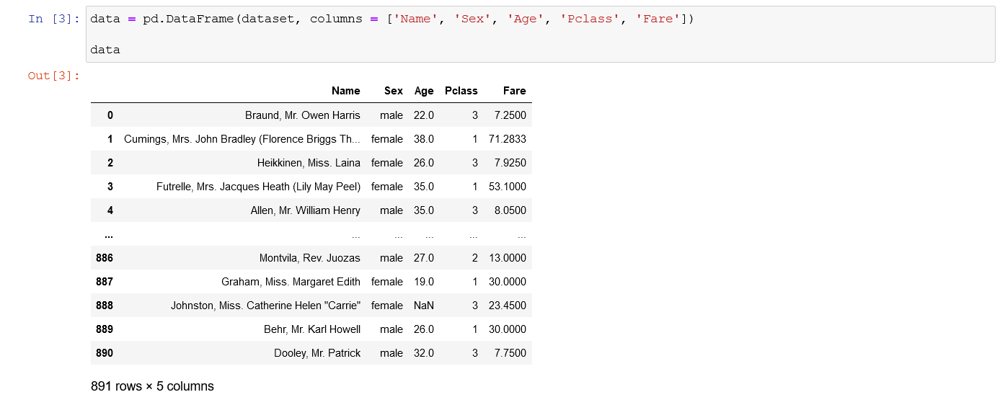 In [3]: data = pd.DataFrame(dataset, columns = ['Name', 'Sex', 'Age', 'Pclass', 'Fare'])
data
Out[3]:
Name Sex Age Pclass Fare
0 Braund, Mr. Owen Harris male 22.0 3 7.2500
1 Cumings, Mrs. John Bradley (Florence Briggs Th... female 38.0 1 71.2833
2 Heikkinen, Miss. Laina female 26.0 3 7.9250
3 Futrelle, Mrs. Jacques Heath (Lily May Peel) female 35.0 1 53.1000
4 Allen, Mr. William Henry male 35.0 3 8.0500
... ... ... ... ... ...
886 Montvila, Rev. Juozas male 27.0 2 13.0000
887 Graham, Miss. Margaret Edith female 19.0 1 30.0000
888 Johnston, Miss. Catherine Helen "Carrie" female NaN 3 23.4500
889 Behr, Mr. Karl Howell male 26.0 1 30.0000
890 Dooley, Mr. Patrick male 32.0 3 7.7500
891 rows × 5 columns